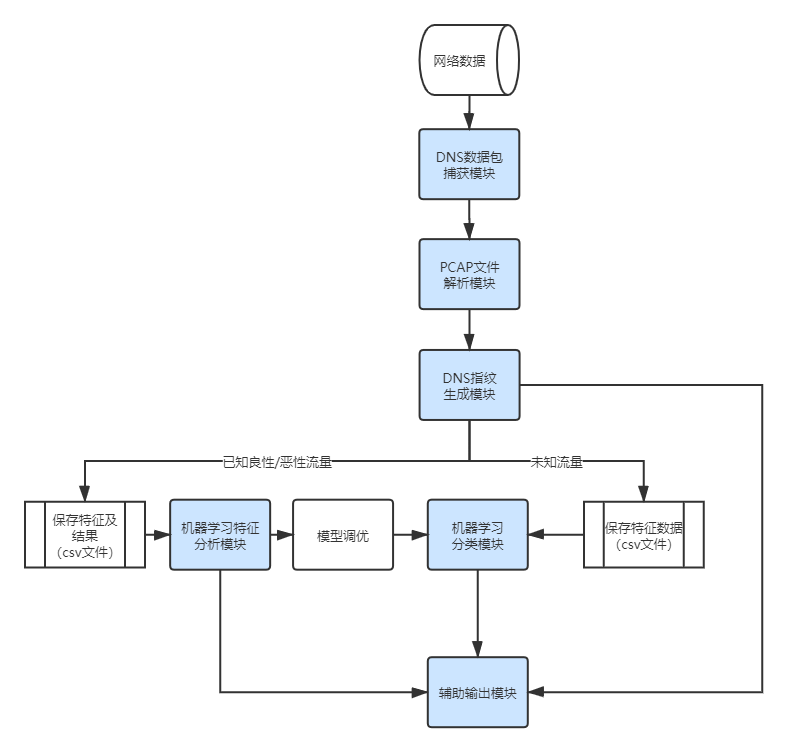 网络数据
DNS数据包
捕获模块
PCAP文件
解析模块
DNS指纹
生成模块
已知良性/恶性流量
未知流量
保存特征及
结果
（csv文件）
机器学习特征
分析模块
模型调优
机器学习
分类模块
保存特征数据
（csv文件）
辅助输出模块